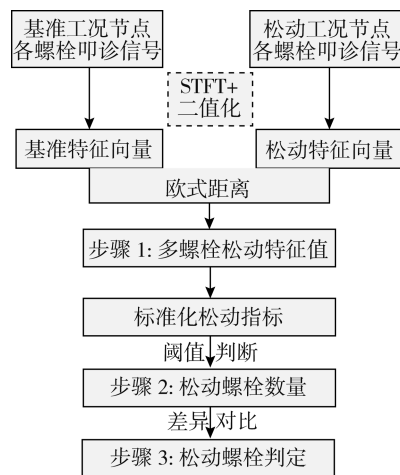 基准工况节点
各螺栓叩诊信号
松动工况节点
各螺栓叩诊信号
STFT+
二值化
基准特征向量
松动特征向量
欧式距离
步骤 1: 多螺栓松动特征值
标准化松动指标
阈值 判断
步骤 2: 松动螺栓数量
差异 对比
步骤 3: 松动螺栓判定